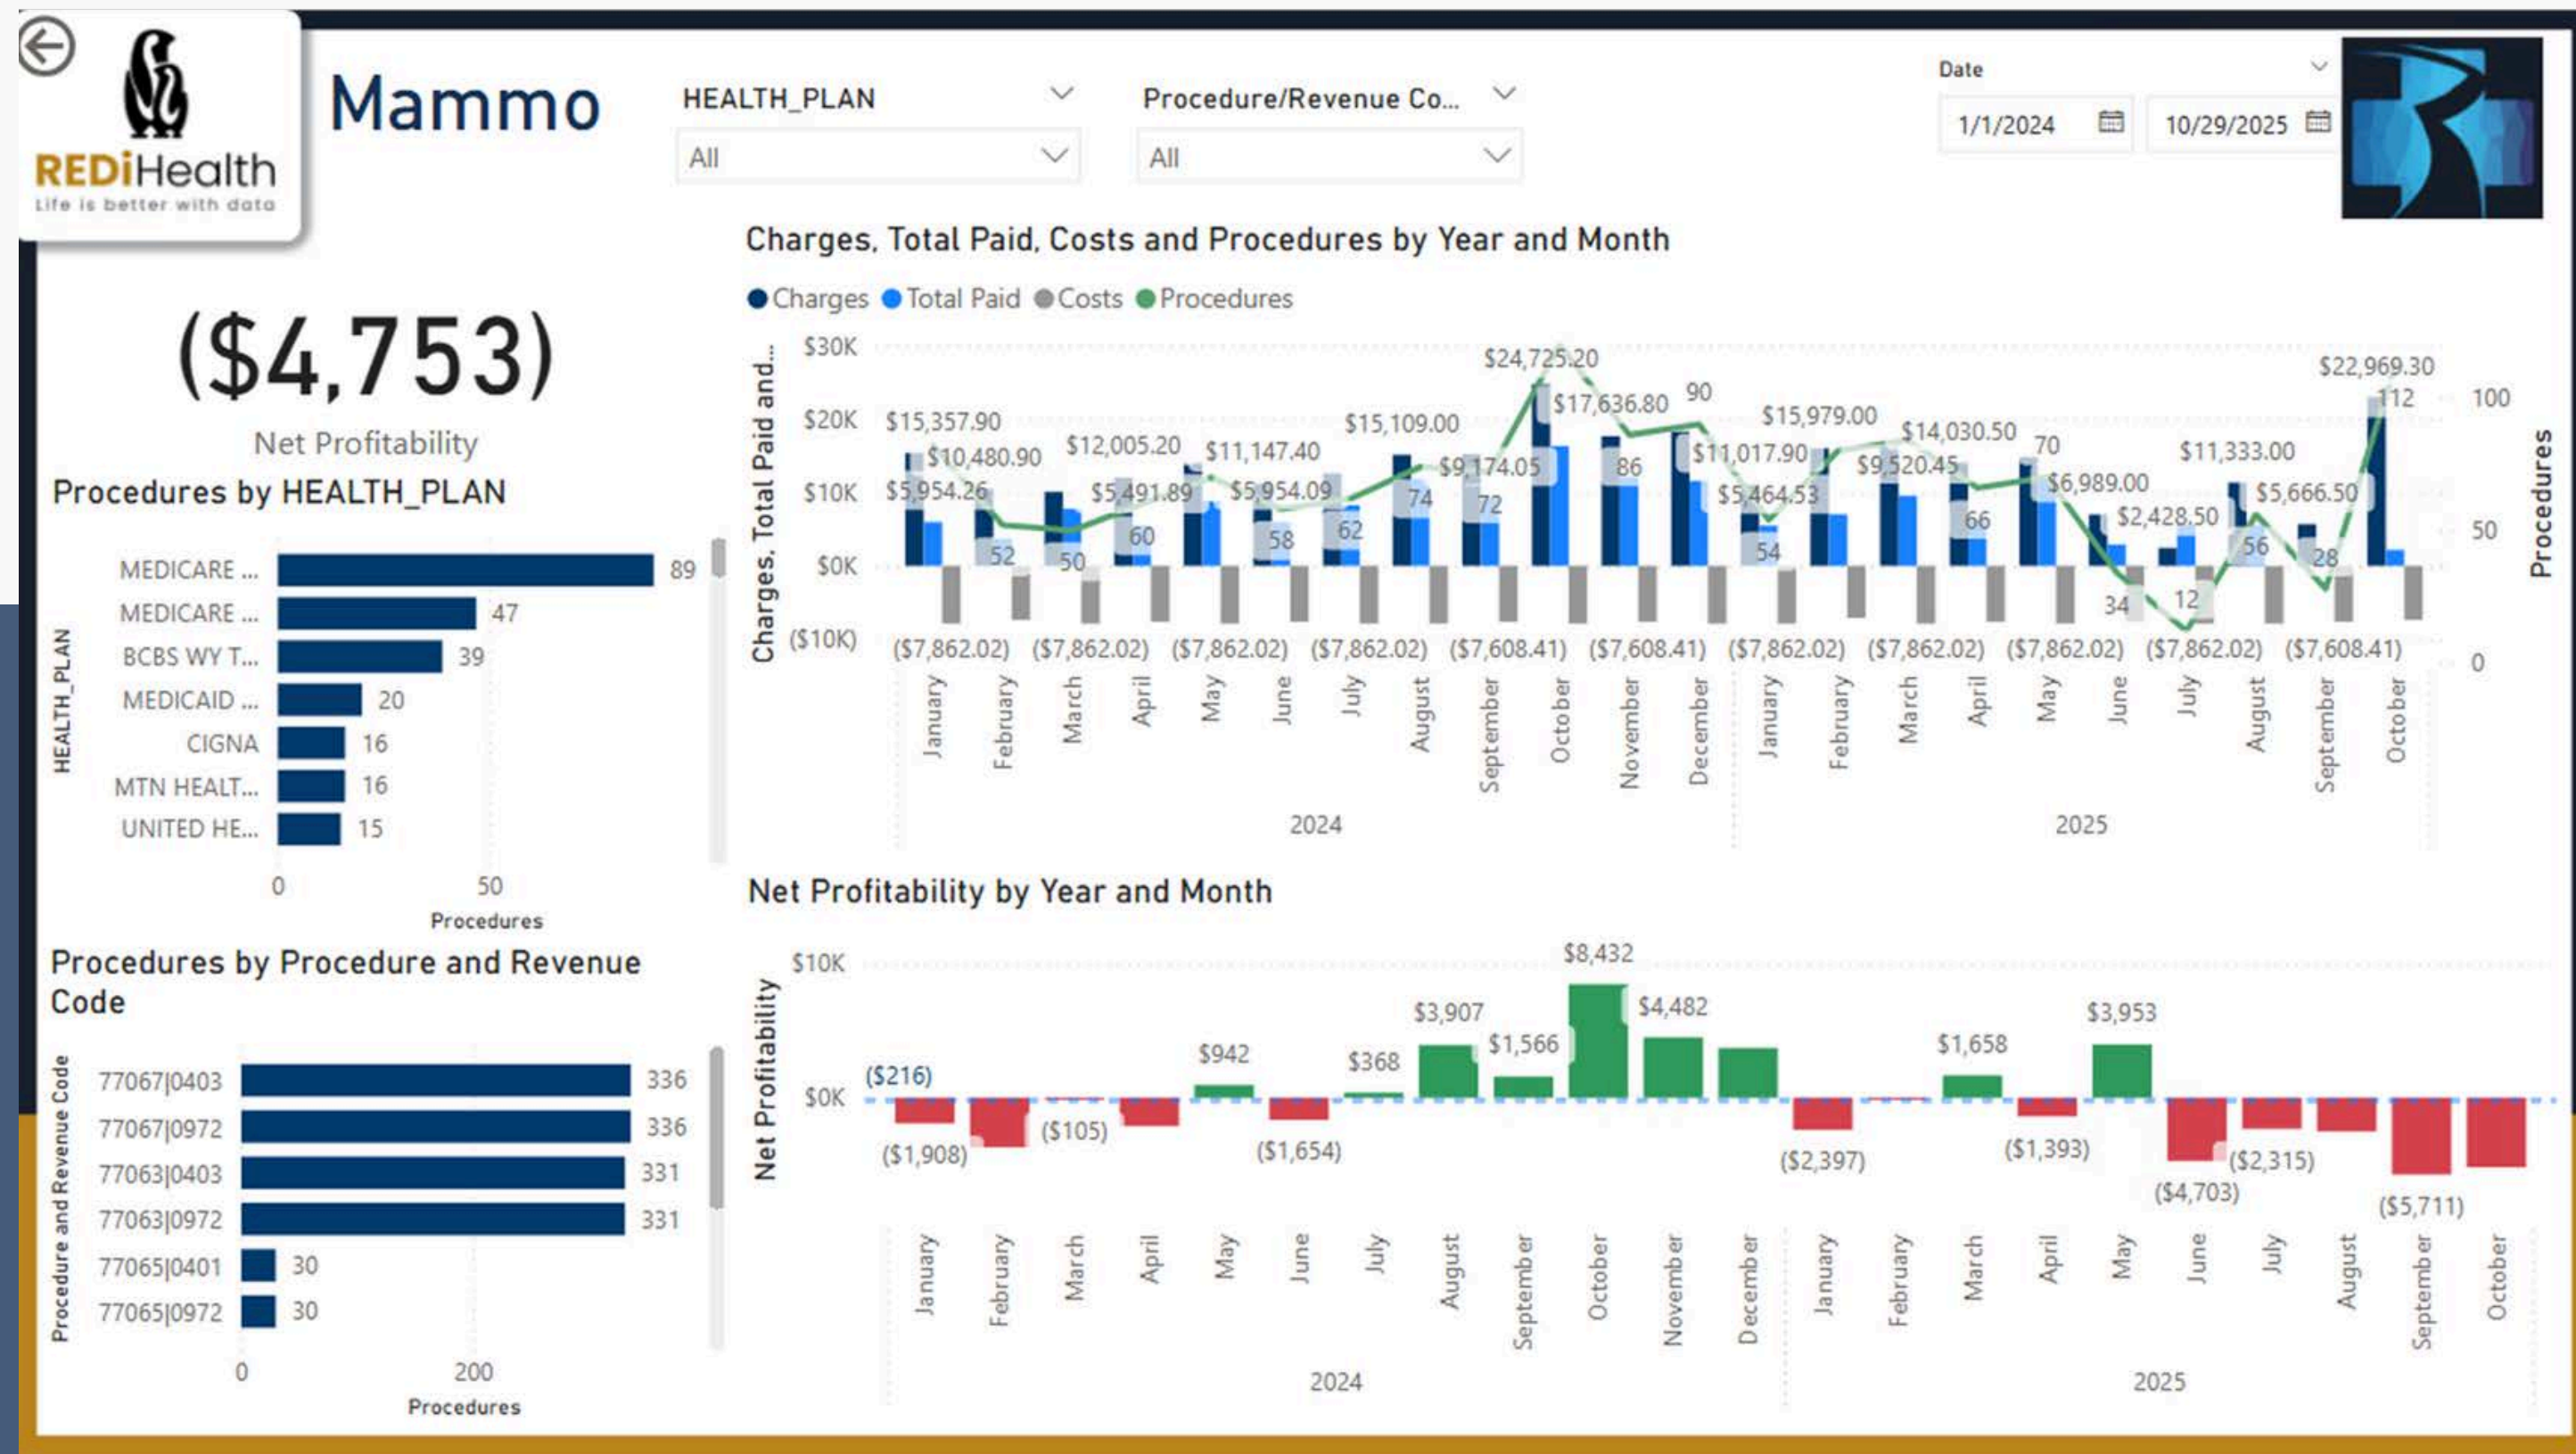 REDiHealth
Life is better with data
Mammo
HEALTH_PLAN
All
Procedure/Revenue Co...
All
Date
1/1/2024
10/29/2025
($4,753)
Net Profitability
Procedures by HEALTH_PLAN
HEALTH_PLAN
MEDICARE ... 89
MEDICARE ... 47
BCBS WY T... 39
MEDICAID ... 20
CIGNA 16
MTN HEALT... 16
UNITED HE... 15
0 50
Procedures
Procedures by Procedure and Revenue
Code
Procedure and Revenue Code
77067|0403 336
77067|0972 336
77063|0403 331
77063|0972 331
77065|0401 30
77065|0972 30
0 200
Procedures
Charges, Total Paid, Costs and Procedures by Year and Month
Charges Total Paid Costs Procedures
Charges, Total Paid and...
$30K
$20K
$10K
$0K
($10K)
$24,725.20
$22,969.30
$17,636.80 90
112
$15,357.90
$15,109.00
$15,979.00
$14,030.50
70
$10,480.90
$12,005.20
$11,147.40
$11,017.90
$11,333.00
$9,174.05
86
$9,520.45
$5,954.26
$5,491.89
$5,954.09
74
72
$5,464.53
$6,989.00
$5,666.50
$2,428.50
52
50
60
58
62
54
66
56
28
34
12
($7,862.02) ($7,862.02) ($7,862.02) ($7,862.02) ($7,608.41) ($7,608.41) ($7,862.02) ($7,862.02) ($7,862.02) ($7,862.02) ($7,608.41)
100
50
0
Procedures
January February March April May June July August September October November December January February March April May June July August September October
2024 2025
Net Profitability by Year and Month
Net Profitability
$10K
$0K
$8,432
$3,907
$4,482
$3,953
$1,566
$942
$368
$1,658
($216)
($1,908)
($105)
($1,654)
($2,397)
($1,393)
($2,315)
($4,703)
($5,711)
January February March April May June July August September October November December January February March April May June July August September October
2024 2025